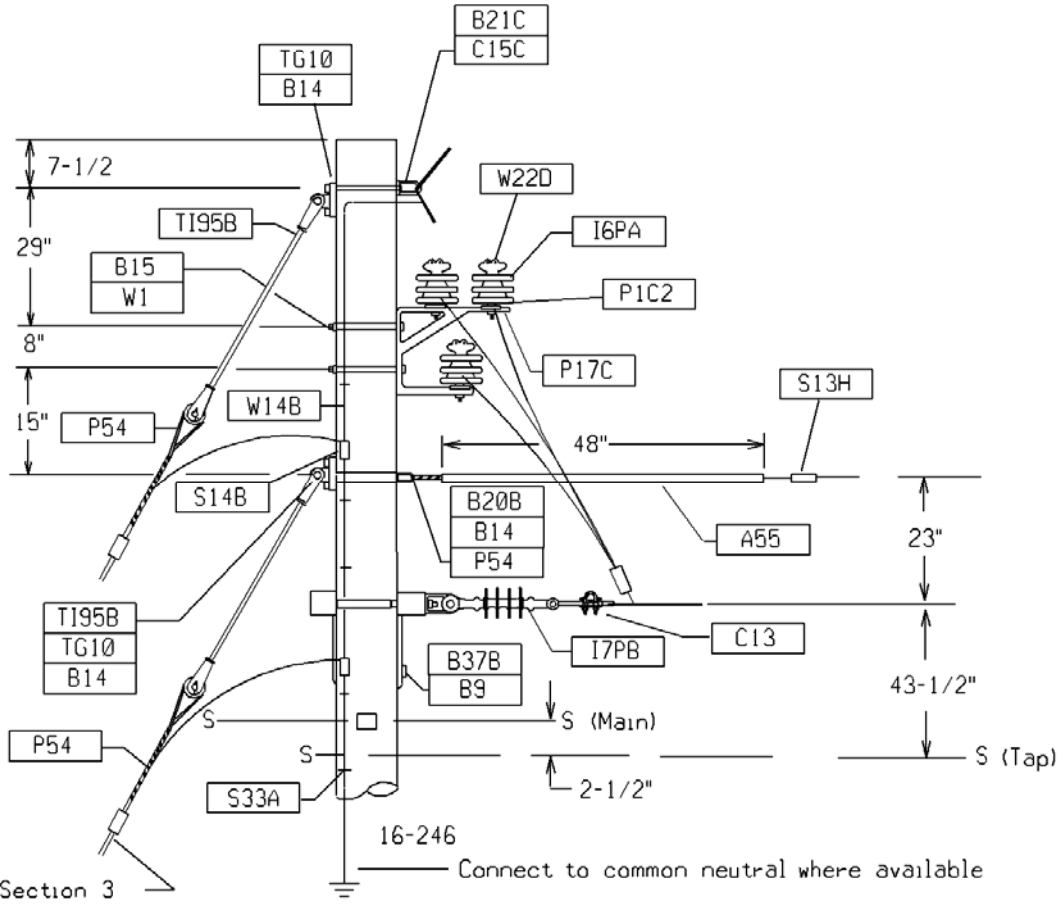 B21C
C15C
TG10
B14
7-1/2
W22D
TI95B
I6PA
29"
B15
W1
P1C2
8"
P17C
S13H
15"
W14B
P54
48"
S14B
B20B
B14
P54
A55
23"
TI95B
TG10
B14
C13
I7PB
B37B
B9
43-1/2"
S
S (Main)
P54
S
S (Tap)
2-1/2"
S33A
16-246
Connect to common neutral where available
Section 3